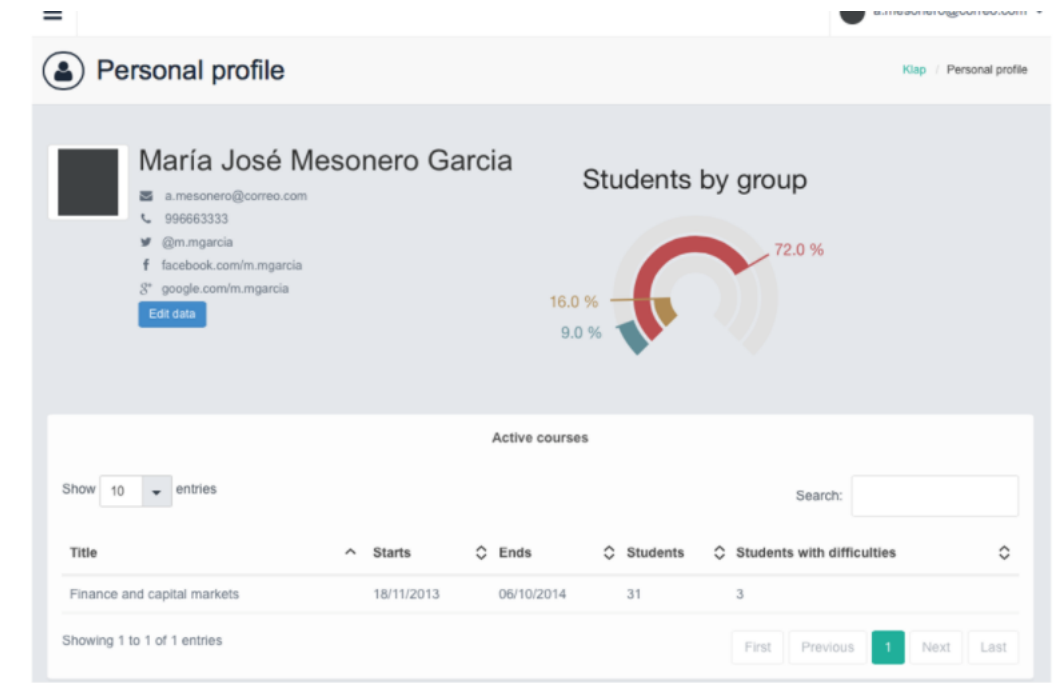 a.mesonero@correo.com
Personal profile
Klap / Personal profile
María José Mesonero Garcia
a.mesonero@correo.com
996663333
@m.mgarcia
facebook.com/m.mgarcia
google.com/m.mgarcia
Edit data
Students by group
72.0 %
16.0 %
9.0 %
Active courses
Show 10 entries
Search:
Title Starts Ends Students Students with difficulties
Finance and capital markets 18/11/2013 06/10/2014 31 3
Showing 1 to 1 of 1 entries
First Previous 1 Next Last